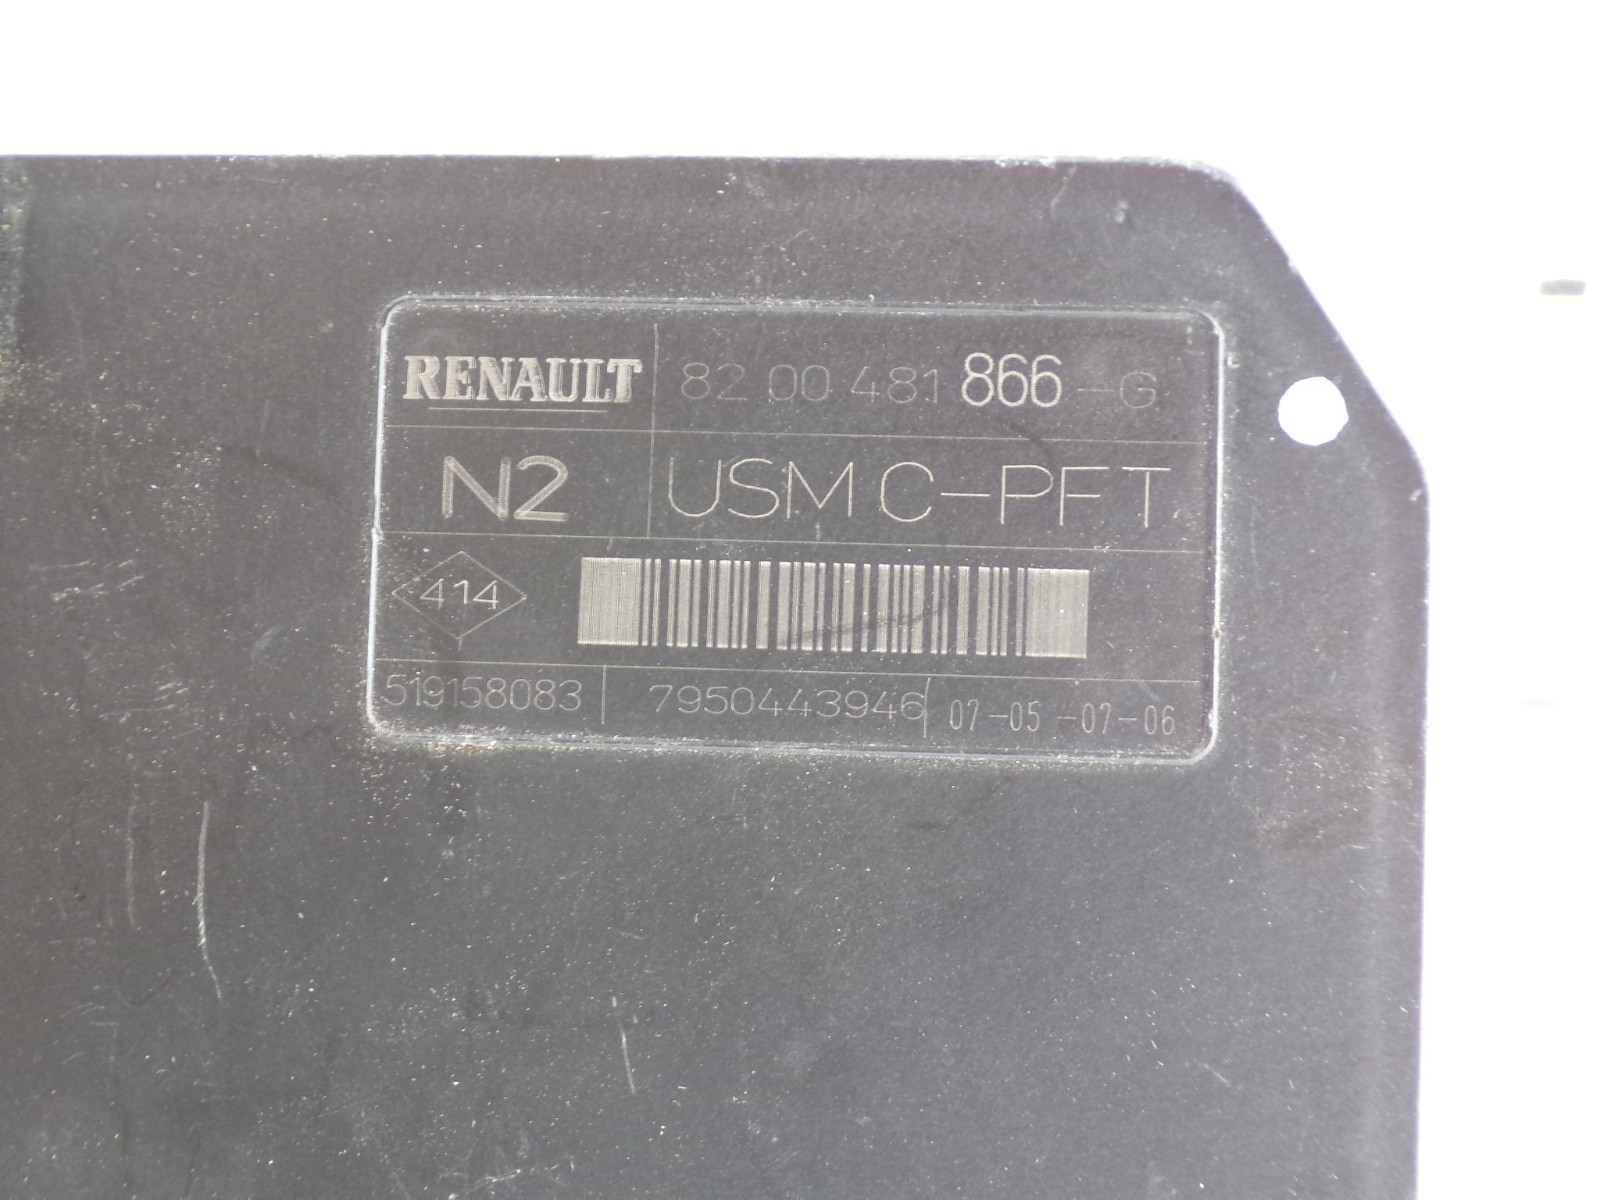 RENAULT 82 00 481 866 -G
N2 USM C-PFT
414
519158083 7950443946 07-05-07-06